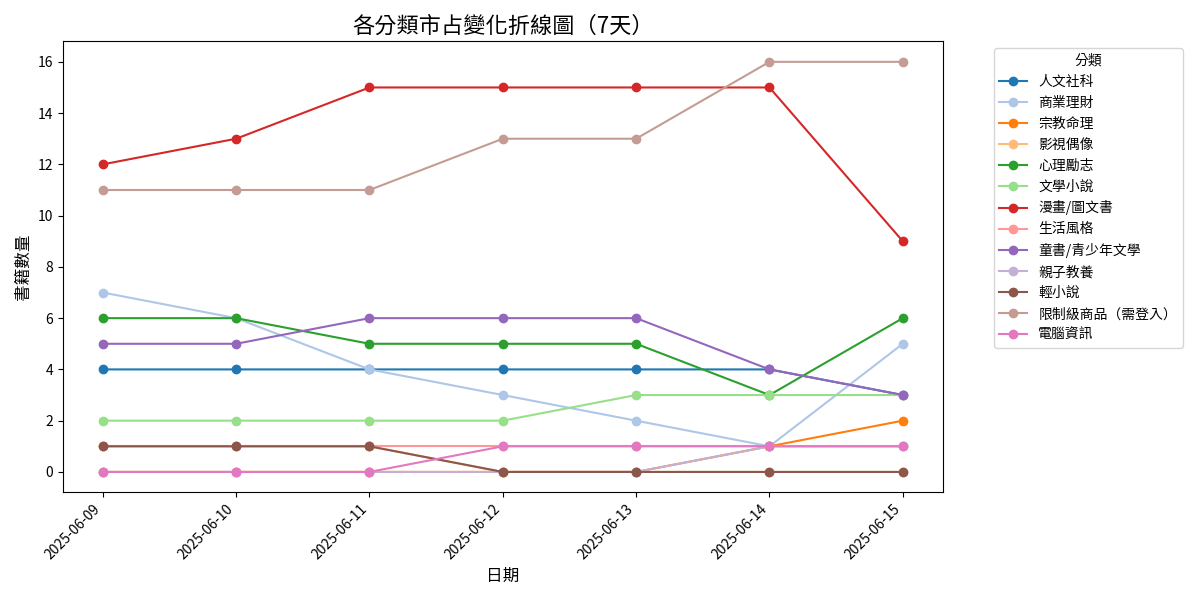 各分類市占變化折線圖（7天）
書籍數量
16
14
12
10
8
6
4
2
0
2025-06-09
2025-06-10
2025-06-11
2025-06-12
2025-06-13
2025-06-14
2025-06-15
日期
分類
人文社科
商業理財
宗教命理
影視偶像
心理勵志
文學小說
漫畫/圖文書
生活風格
童書/青少年文學
親子教養
輕小說
限制級商品（需登入）
電腦資訊